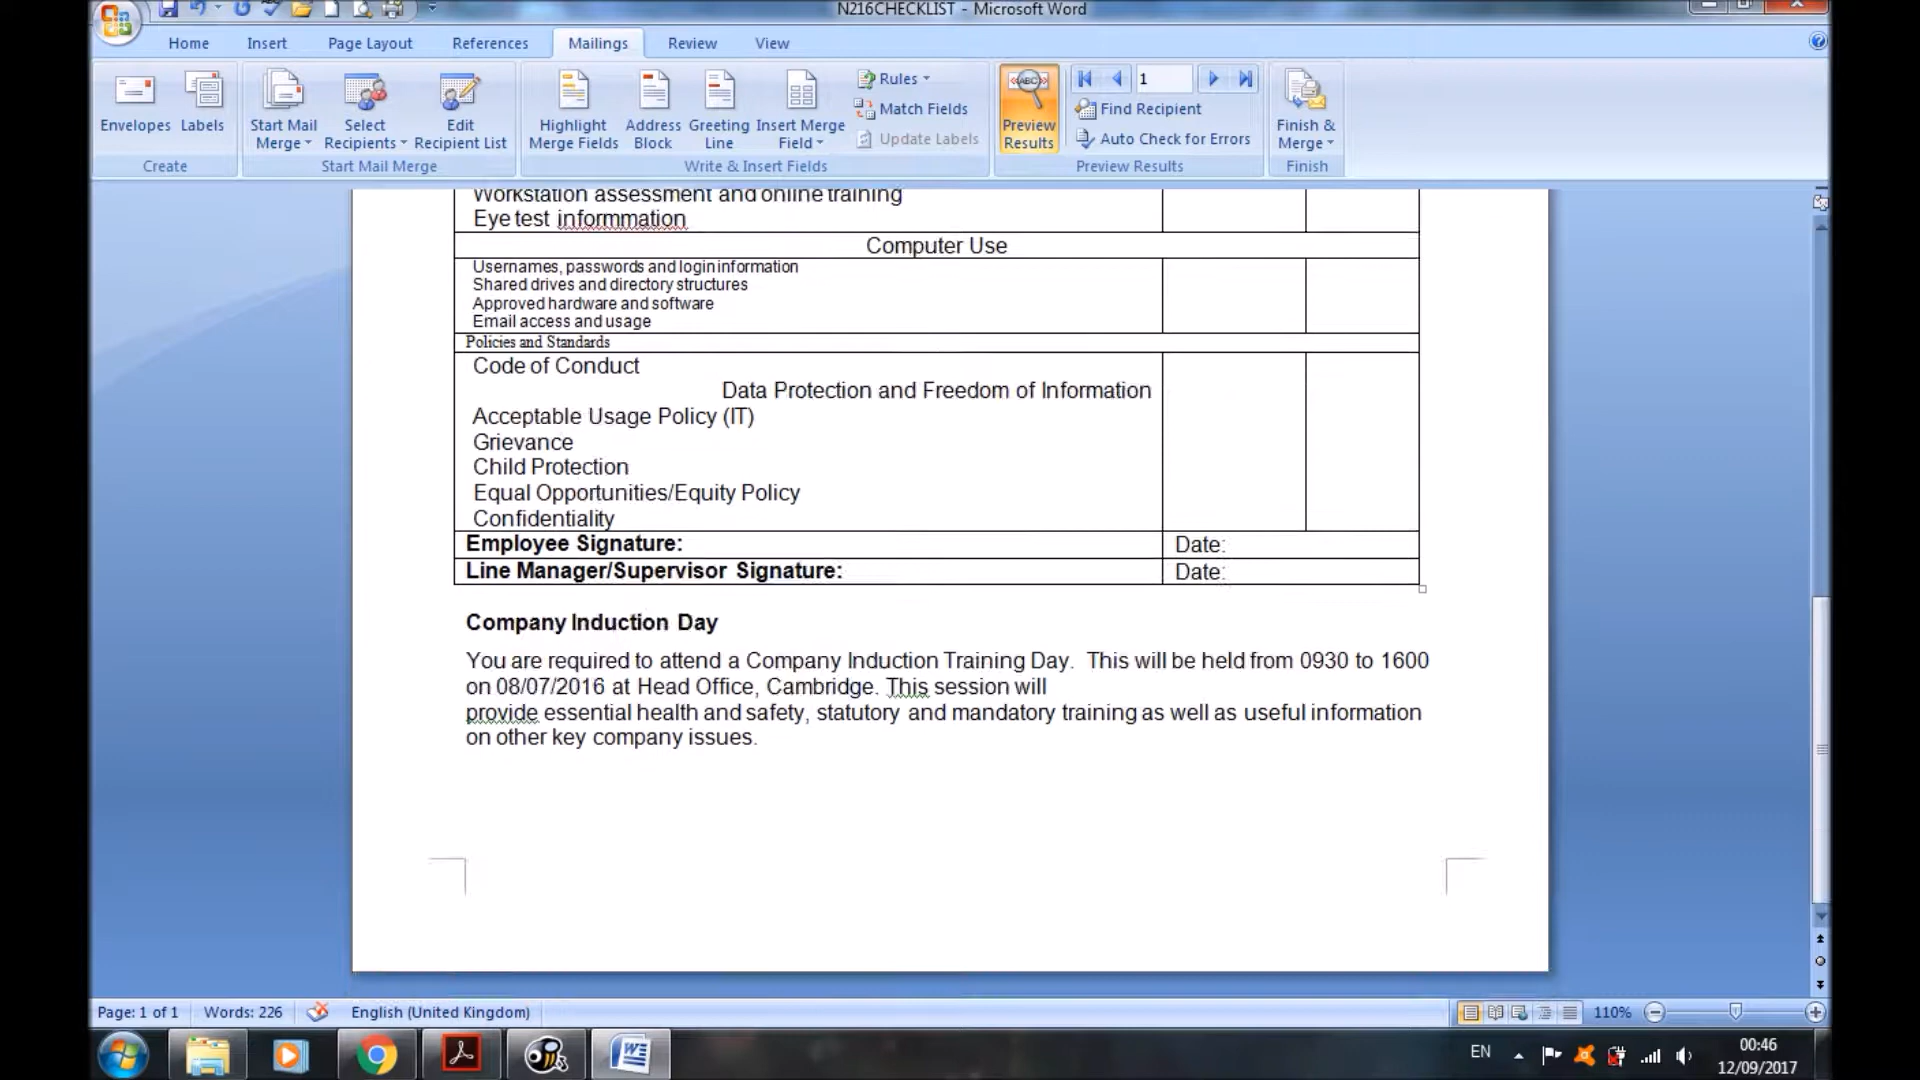 N216CHECKLIST - Microsoft Word
Home Insert Page Layout References Mailings Review View
Envelopes Labels Start Mail Merge Select Recipients Edit Recipient List Highlight Merge Fields Address Block Greeting Line Insert Merge Field Rules Match Fields Update Labels ABC Preview Results 1 Find Recipient Auto Check for Errors Finish & Merge
Create Start Mail Merge Write & Insert Fields Preview Results Finish
Workstation assessment and online training
Eye test informmation
Computer Use
Usernames, passwords and login information
Shared drives and directory structures
Approved hardware and software
Email access and usage
Policies and Standards
Code of Conduct
Data Protection and Freedom of Information
Acceptable Usage Policy (IT)
Grievance
Child Protection
Equal Opportunities/Equity Policy
Confidentiality
Employee Signature: Date:
Line Manager/Supervisor Signature: Date:
Company Induction Day
You are required to attend a Company Induction Training Day. This will be held from 0930 to 1600
on 08/07/2016 at Head Office, Cambridge. This session will
provide essential health and safety, statutory and mandatory training as well as useful information
on other key company issues.
Page: 1 of 1 Words: 226 English (United Kingdom) 110%
EN 00:46
12/09/2017